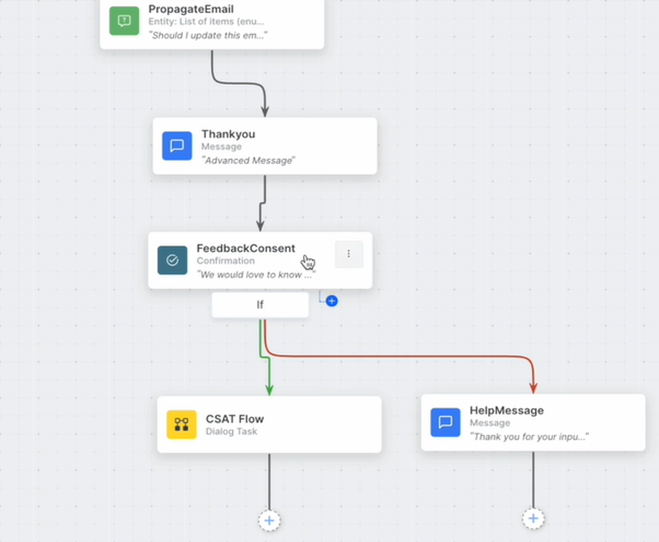 PropagateEmail
Entity: List of items (enu...
"Should I update this em..."
Thankyou
Message
"Advanced Message"
FeedbackConsent
Confirmation
"We would love to know ..."
If
CSAT Flow
Dialog Task
HelpMessage
Message
"Thank you for your inpu..."